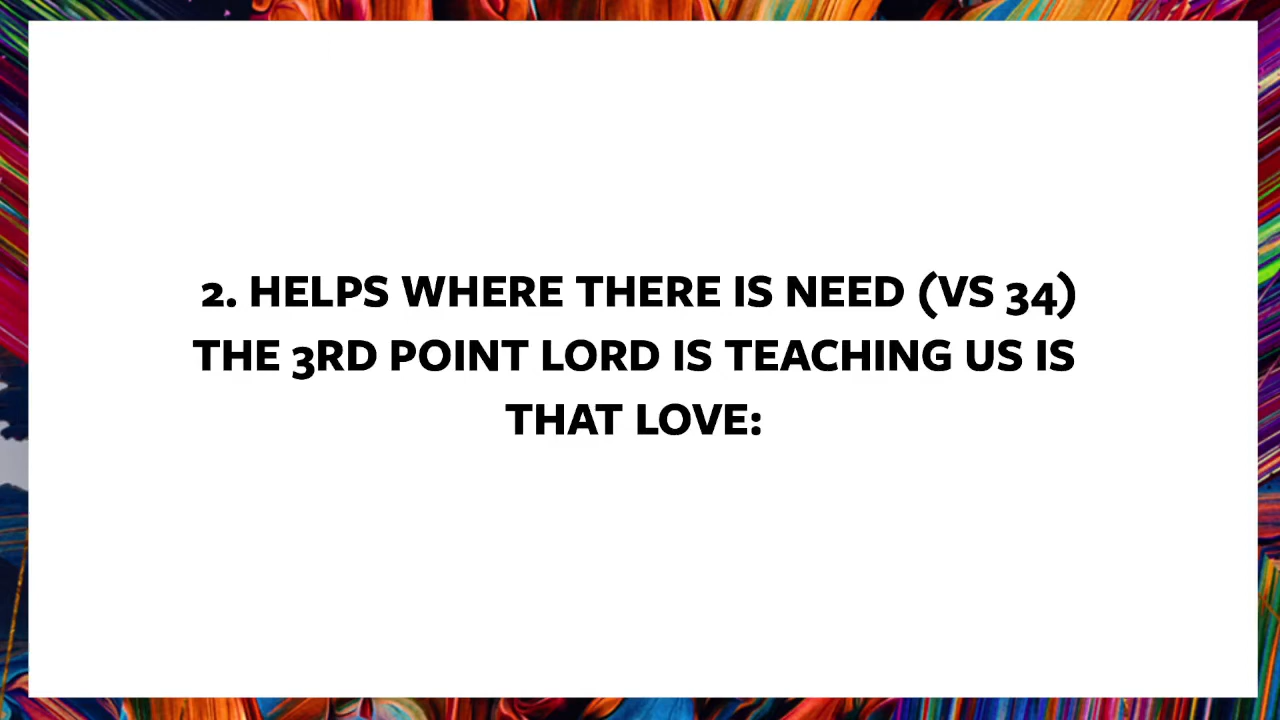 2. HELPS WHERE THERE IS NEED (VS 34)
THE 3RD POINT LORD IS TEACHING US IS
THAT LOVE: